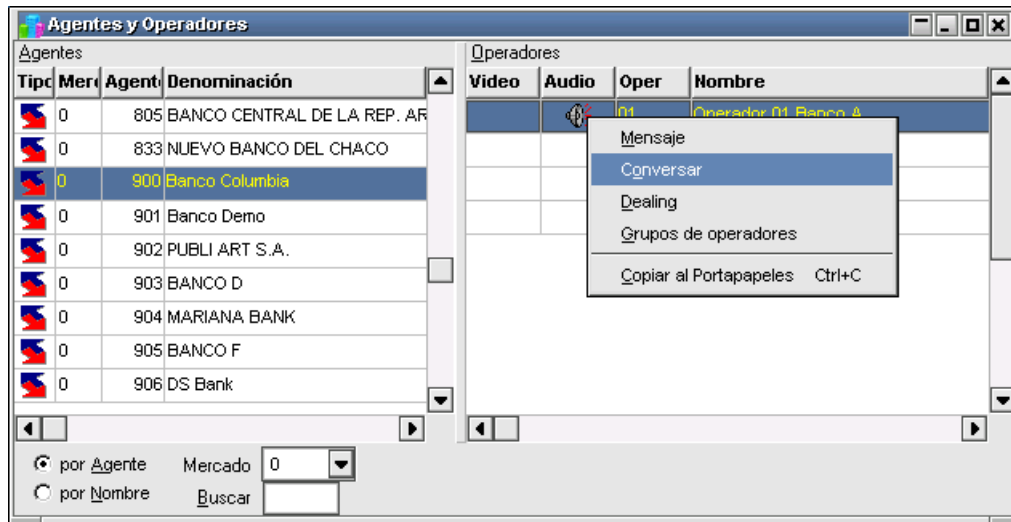 Agentes y Operadores
Agentes
Operadores
Tipo Merc Agente Denominación
Video Audio Oper Nombre
0 805 BANCO CENTRAL DE LA REP. AR
01 Operador 01 Banco A
0 833 NUEVO BANCO DEL CHACO
0 900 Banco Columbia
0 901 Banco Demo
0 902 PUBLI ART S.A.
0 903 BANCO D
0 904 MARIANA BANK
0 905 BANCO F
0 906 DS Bank
Mensaje
Conversar
Dealing
Grupos de operadores
Copiar al Portapapeles Ctrl+C
por Agente Mercado 0
por Nombre Buscar